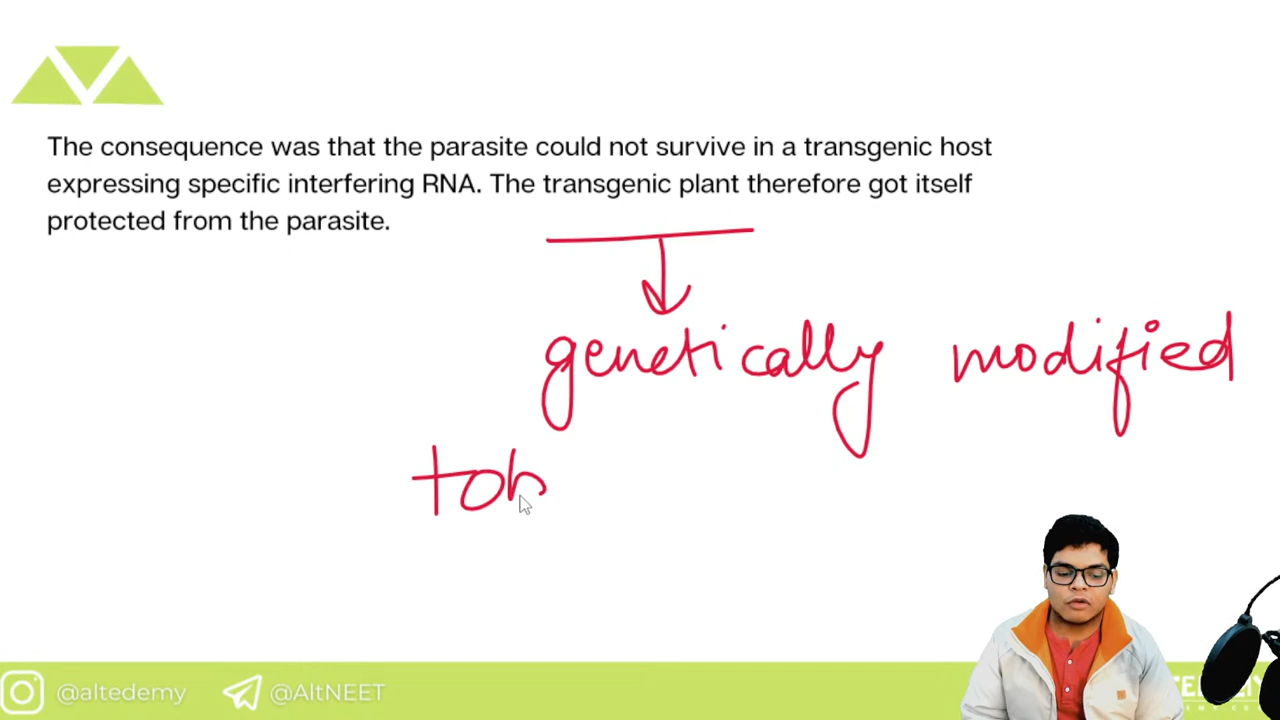 The consequence was that the parasite could not survive in a transgenic host
expressing specific interfering RNA. The transgenic plant therefore got itself
protected from the parasite.
genetically modified
tob
@altedemy
@AltNEET